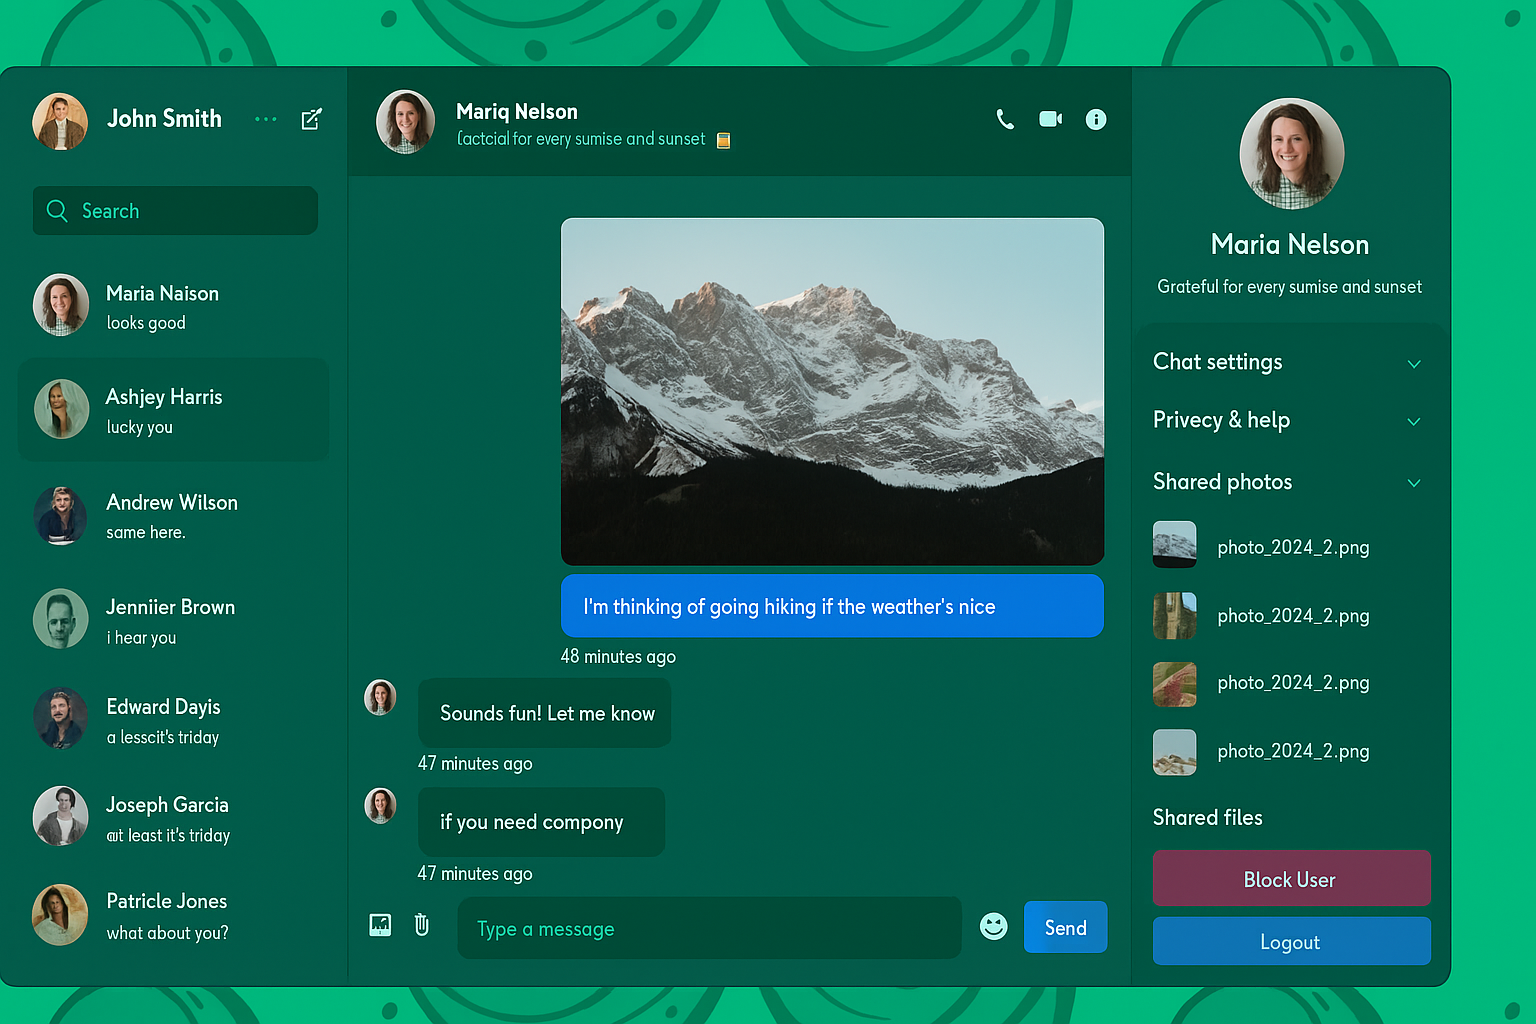 John Smith
Search
Maria Naison
looks good
Ashjey Harris
lucky you
Andrew Wilson
same here.
Jenniier Brown
i hear you
Edward Dayis
a lesscit's triday
Joseph Garcia
at least it's triday
Patricle Jones
what about you?
Mariq Nelson
for every sumise and sunset
I'm thinking of going hiking if the weather's nice
48 minutes ago
Sounds fun! Let me know
47 minutes ago
if you need compony
47 minutes ago
Type a message
Send
Maria Nelson
Grateful for every sumise and sunset
Chat settings
Privecy & help
Shared photos
photo_2024_2.png
photo_2024_2.png
photo_2024_2.png
photo_2024_2.png
Shared files
Block User
Logout